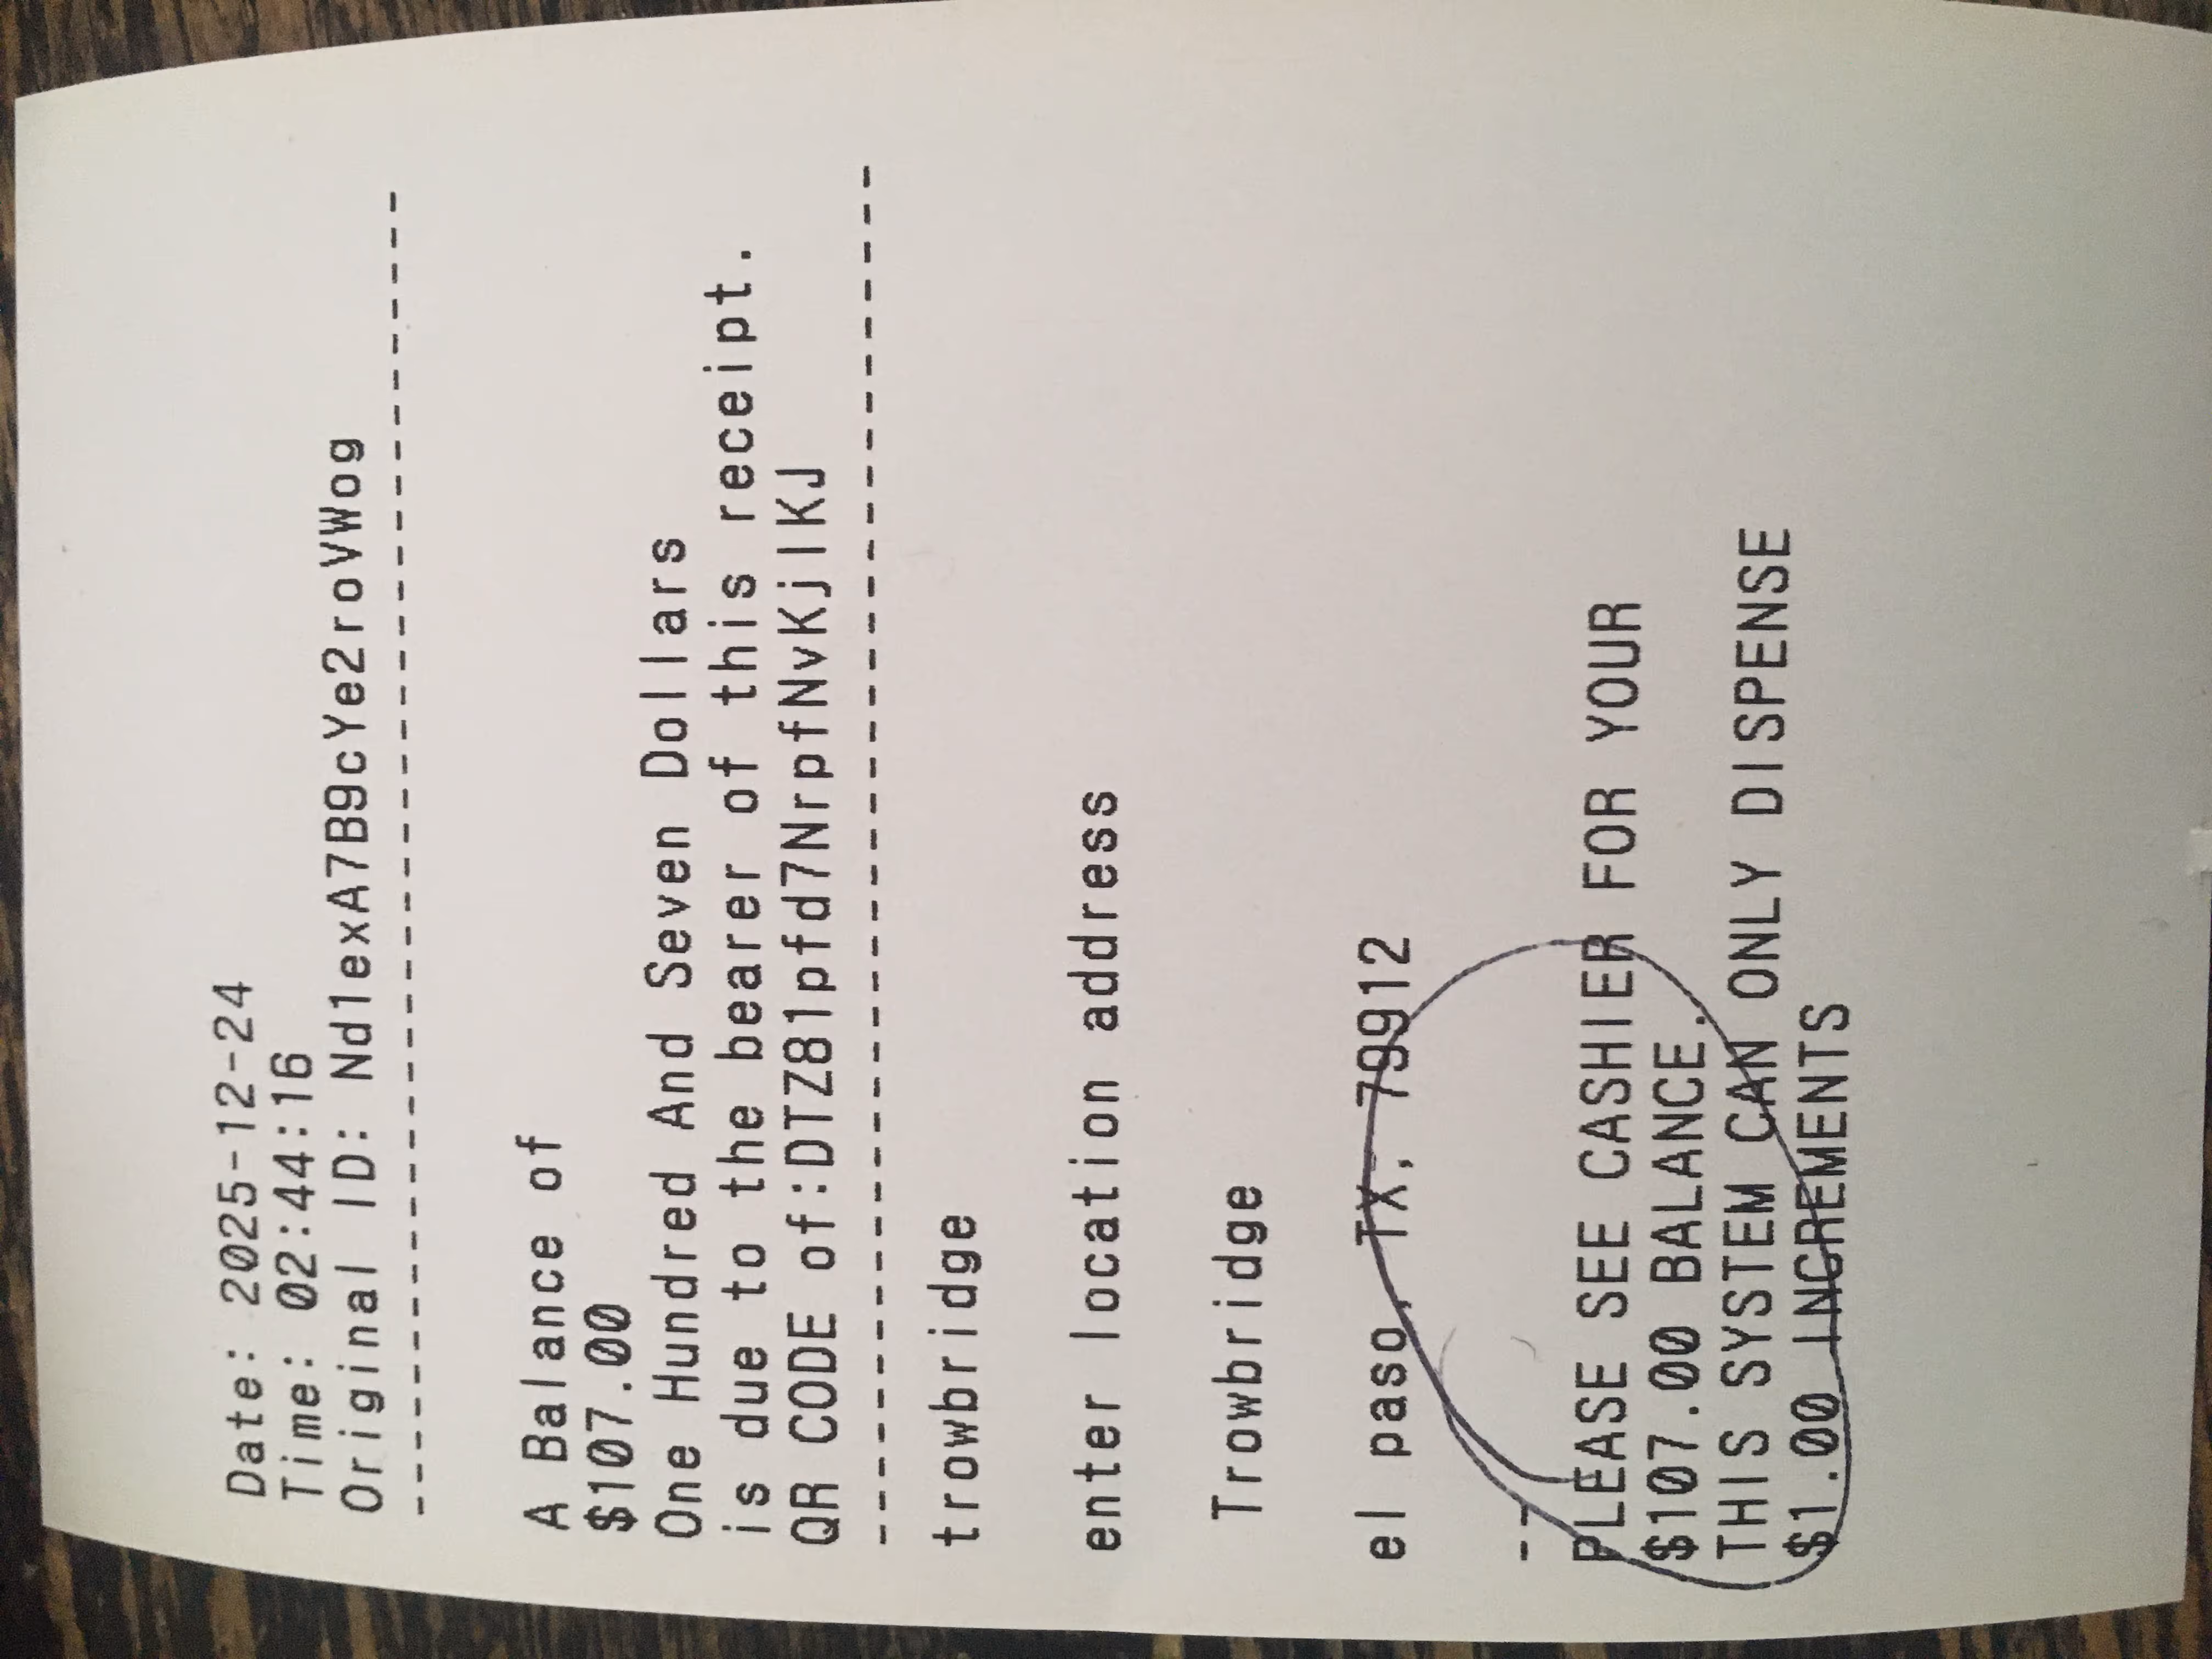 Date: 2025-12-24
Time: 02:44:16
Original ID: Nd1exA7B9cYe2roVWog
--------------------------------
A Balance of
$107.00
One Hundred And Seven Dollars
is due to the bearer of this receipt.
QR CODE of:DTZ81pfd7NrpfNvKjlKJ
--------------------------------
trowbridge
enter location address
Trowbridge
el paso, TX, 79912
--
PLEASE SEE CASHIER FOR YOUR
$107.00 BALANCE.
THIS SYSTEM CAN ONLY DISPENSE
$1.00 INCREMENTS